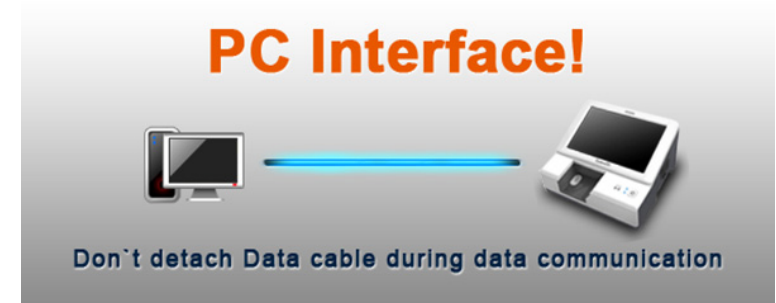 PC Interface!
Don`t detach Data cable during data communication